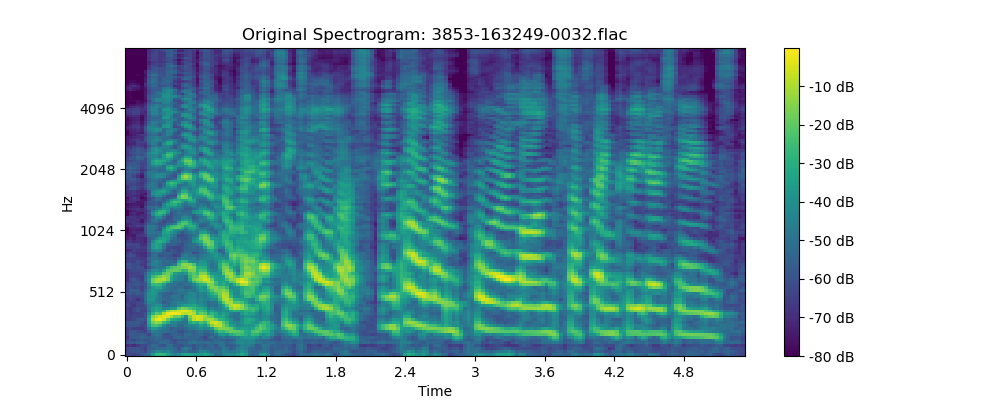 Original Spectrogram: 3853-163249-0032.flac
Hz
4096
2048
1024
512
0
0 0.6 1.2 1.8 2.4 3 3.6 4.2 4.8
Time
-10 dB
-20 dB
-30 dB
-40 dB
-50 dB
-60 dB
-70 dB
-80 dB